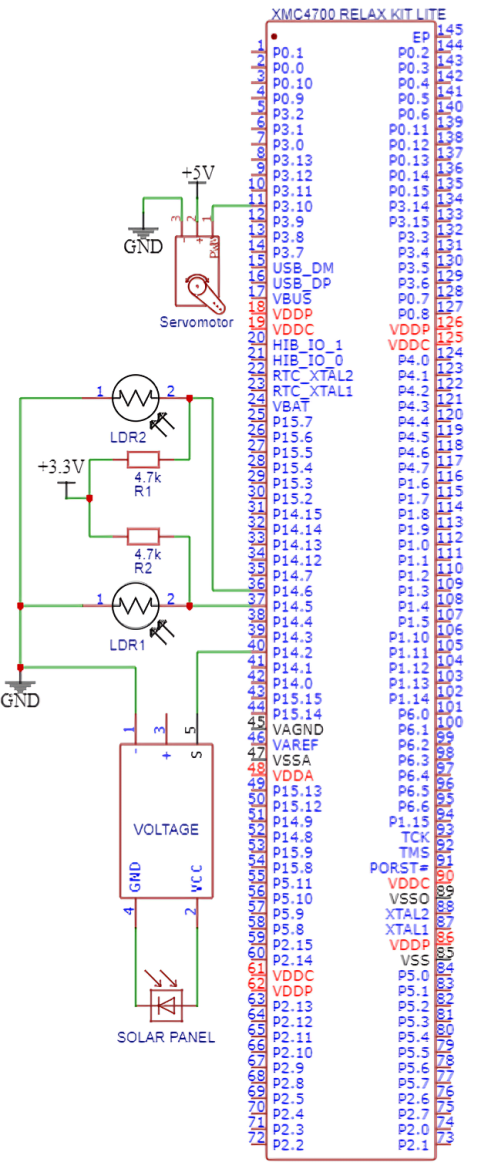 XMC4700 RELAX KIT LITE
EP 145
1 P0.1 P0.2 144
2 P0.0 P0.3 143
3 P0.10 P0.4 142
4 P0.9 P0.5 141
5 P3.2 P0.6 140
6 P3.1 P0.11 139
7 P3.0 P0.12 138
8 P3.13 P0.13 137
9 P3.12 P0.14 136
10 P3.11 P0.15 135
11 P3.10 P3.14 134
12 P3.9 P3.15 133
13 P3.8 P3.3 132
14 P3.7 P3.4 131
15 USB_DM P3.5 130
16 USB_DP P3.6 129
17 VBUS P0.7 128
18 VDDP P0.8 127
19 VDDC VDDP 126
20 HIB_IO_1 VDDC 125
21 HIB_IO_0 P4.0 124
22 RTC_XTAL2 P4.1 123
23 RTC_XTAL1 P4.2 122
24 VBAT P4.3 121
25 P15.7 P4.4 120
26 P15.6 P4.5 119
27 P15.5 P4.6 118
28 P15.4 P4.7 117
29 P15.3 P1.6 116
30 P15.2 P1.7 115
31 P14.15 P1.8 114
32 P14.14 P1.9 113
33 P14.13 P1.0 112
34 P14.12 P1.1 111
35 P14.7 P1.2 110
36 P14.6 P1.3 109
37 P14.5 P1.4 108
38 P14.4 P1.5 107
39 P14.3 P1.10 106
40 P14.2 P1.11 105
41 P14.1 P1.12 104
42 P14.0 P1.13 103
43 P15.15 P1.14 102
44 P15.14 P6.0 101
45 VAGND P6.1 100
46 VAREF P6.2 99
47 VSSA P6.3 98
48 VDDA P6.4 97
49 P15.13 P6.5 96
50 P15.12 P6.6 95
51 P14.9 P1.15 94
52 P14.8 TCK 93
53 P15.9 TMS 92
54 P15.8 PORST# 91
55 P5.11 VDDC 90
56 P5.10 VSSO 89
57 P5.9 XTAL2 88
58 P5.8 XTAL1 87
59 P2.15 VDDP 86
60 P2.14 VSS 85
61 VDDC P5.0 84
62 VDDP P5.1 83
63 P2.13 P5.2 82
64 P2.12 P5.3 81
65 P2.11 P5.4 80
66 P2.10 P5.5 79
67 P2.9 P5.6 78
68 P2.8 P5.7 77
69 P2.5 P2.6 76
70 P2.4 P2.7 75
71 P2.3 P2.0 74
72 P2.2 P2.1 73
+5V
3 2 1
GND
- + PWM
Servomotor
1 2
LDR2
+3.3V
4.7k
R1
4.7k
R2
1 2
LDR1
GND
1 3 5
- + S
VOLTAGE
GND VCC
4 2
SOLAR PANEL